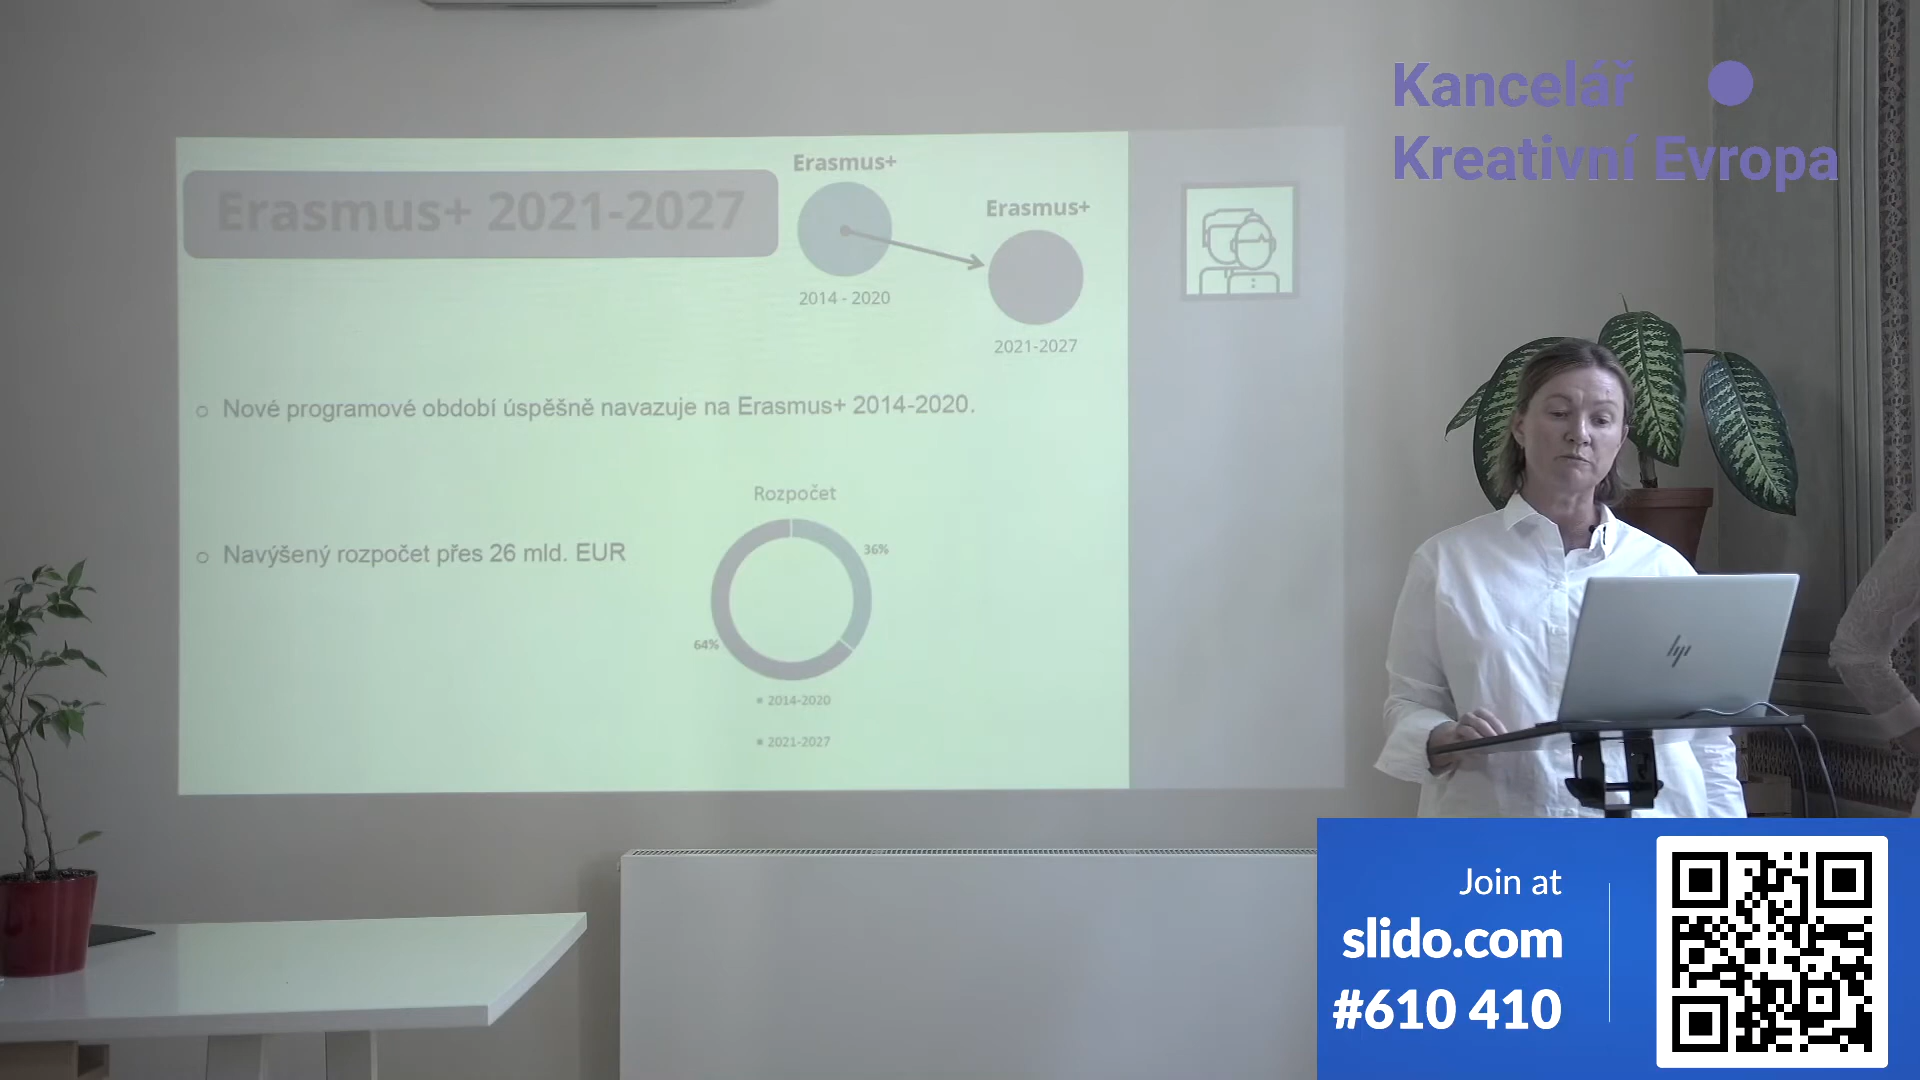 Kancelář
Kreativní Evropa
Erasmus+ 2021-2027
Erasmus+
2014 - 2020
Erasmus+
2021-2027
Nové programové období úspěšně navazuje na Erasmus+ 2014-2020.
Navýšený rozpočet přes 26 mld. EUR
Rozpočet
36%
64%
2014-2020
2021-2027
hp
Join at
slido.com
#610 410